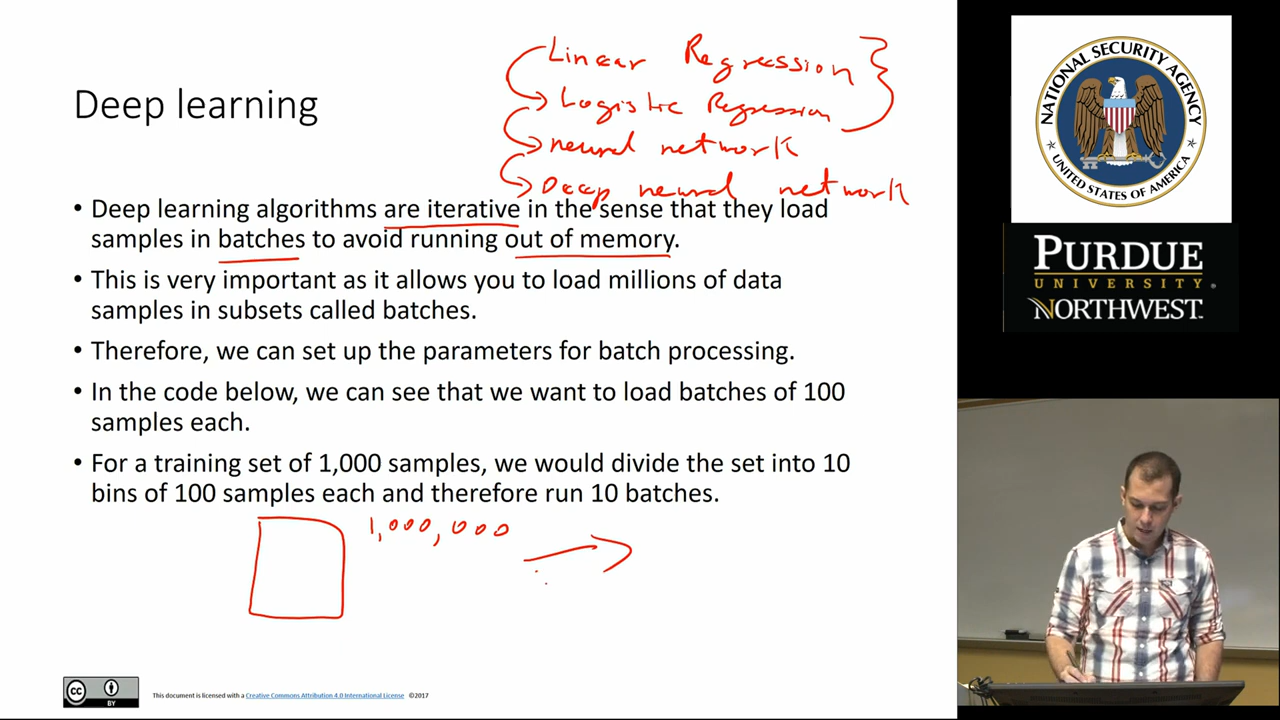 Linear Regression
Logistic Regression
neural network
Deep neural network
Deep learning
• Deep learning algorithms are iterative in the sense that they load
samples in batches to avoid running out of memory.
• This is very important as it allows you to load millions of data
samples in subsets called batches.
• Therefore, we can set up the parameters for batch processing.
• In the code below, we can see that we want to load batches of 100
samples each.
• For a training set of 1,000 samples, we would divide the set into 10
bins of 100 samples each and therefore run 10 batches.
1,000,000
cc BY
This document is licensed with a Creative Commons Attribution 4.0 International License ©2017
NATIONAL SECURITY AGENCY
UNITED STATES OF AMERICA
PURDUE
UNIVERSITY
NORTHWEST